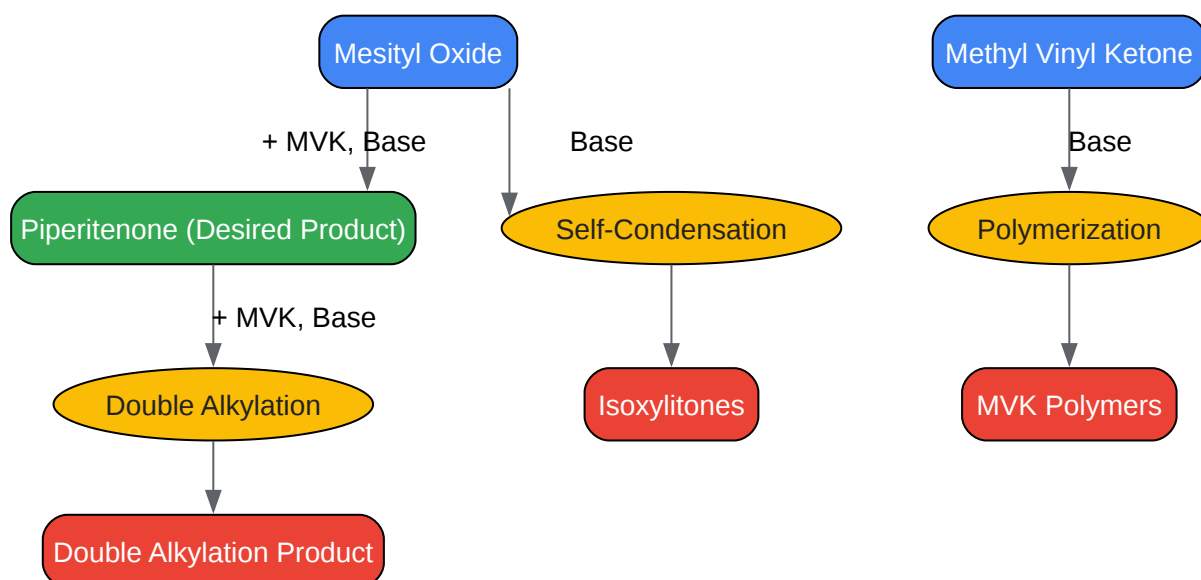 Mesityl Oxide
Methyl Vinyl Ketone
+ MVK, Base
Base
Base
Piperitenone (Desired Product)
Self-Condensation
Polymerization
+ MVK, Base
Double Alkylation
Isoxylitones
MVK Polymers
Double Alkylation Product